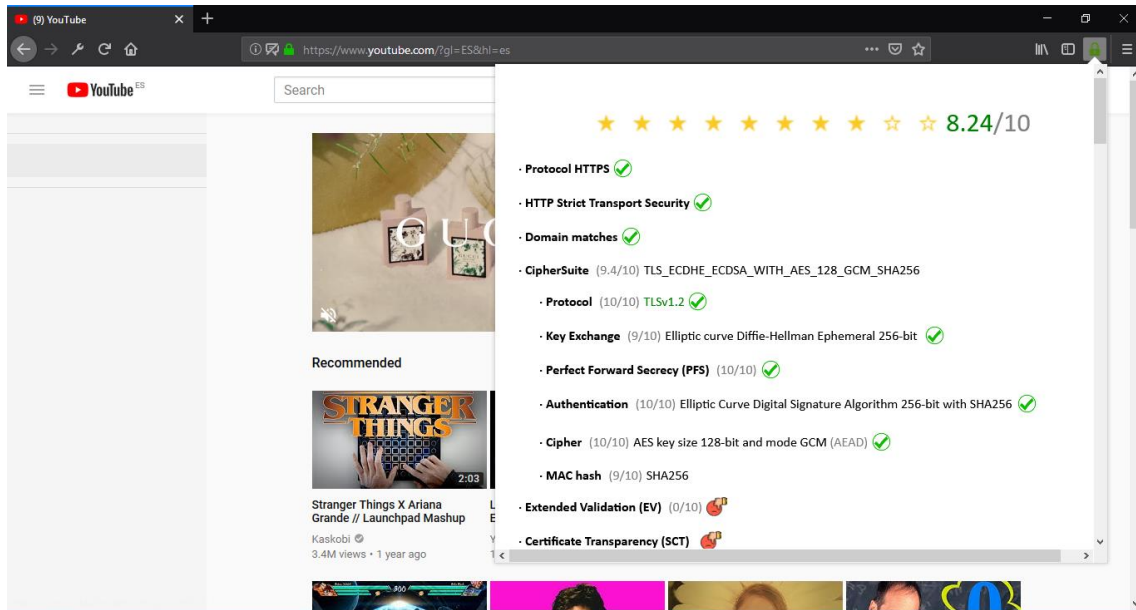 (9) YouTube
https://www.youtube.com/?gl=ES&hl=es
YouTube ES
Search
8.24/10
· Protocol HTTPS
· HTTP Strict Transport Security
· Domain matches
· CipherSuite (9.4/10) TLS_ECDHE_ECDSA_WITH_AES_128_GCM_SHA256
· Protocol (10/10) TLSv1.2
· Key Exchange (9/10) Elliptic curve Diffie-Hellman Ephemeral 256-bit
· Perfect Forward Secrecy (PFS) (10/10)
· Authentication (10/10) Elliptic Curve Digital Signature Algorithm 256-bit with SHA256
· Cipher (10/10) AES key size 128-bit and mode GCM (AEAD)
· MAC hash (9/10) SHA256
· Extended Validation (EV) (0/10)
· Certificate Transparency (SCT)
GUC
Recommended
STRANGER
THINGS
2:03
Stranger Things X Ariana
Grande // Launchpad Mashup
Kaskobi
3.4M views • 1 year ago